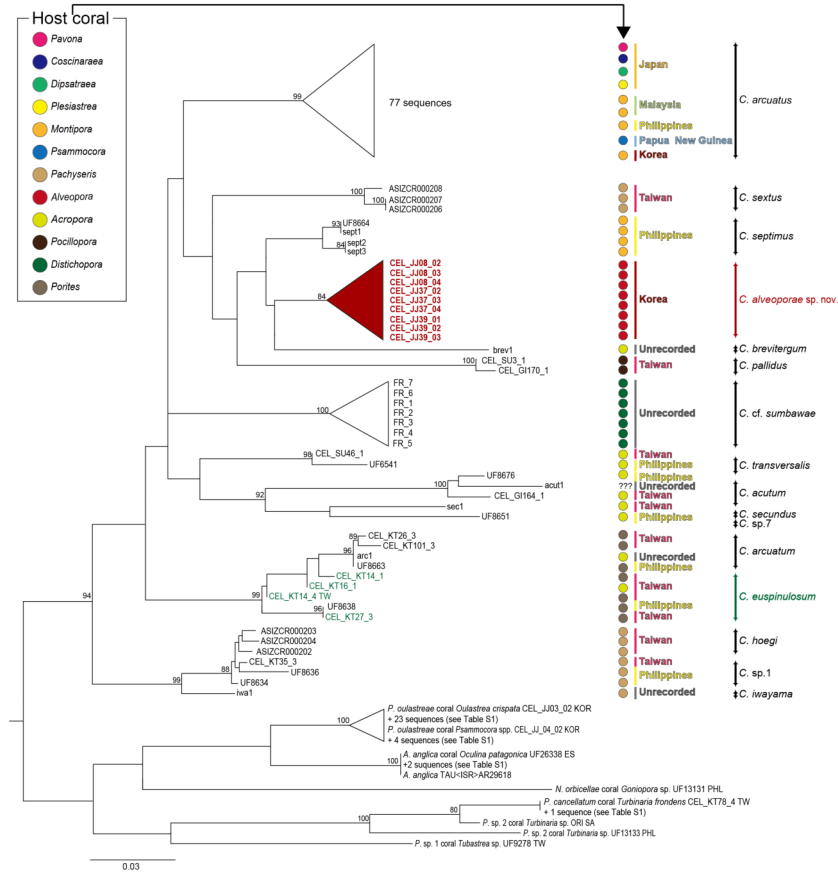 Host coral
Pavona
Coscinaraea
Dipsatraea
Plesiastrea
Montipora
Psammocora
Pachyseris
Alveopora
Acropora
Pocillopora
Distichopora
Porites
99
77 sequences
Japan
Malaysia
Philippines
Papua New Guinea
Korea
C. arcuatus
100
ASIZCR000208
100
ASIZCR000207
ASIZCR000206
Taiwan
C. sextus
93
UF8664
sept1
84
sept2
sept3
Philippines
C. septimus
84
CEL_JJ08_02
CEL_JJ08_03
CEL_JJ08_04
CEL_JJ37_02
CEL_JJ37_03
CEL_JJ37_04
CEL_JJ39_01
CEL_JJ39_02
CEL_JJ39_03
Korea
C. alveoporae sp. nov.
brev1
Unrecorded
C. brevitergum
100
CEL_SU3_1
CEL_GI170_1
Taiwan
C. pallidus
100
FR_7
FR_6
FR_1
FR_2
FR_3
FR_4
FR_5
Unrecorded
C. cf. sumbawae
98
CEL_SU46_1
UF6541
Taiwan
Philippines
Philippines
C. transversalis
92
100
UF8676
acut1
CEL_GI164_1
???
Unrecorded
Taiwan
C. acutum
sec1
UF8651
Taiwan
Philippines
C. secundus
C. sp.7
89
CEL_KT26_3
CEL_KT101_3
96
arc1
UF8663
Taiwan
Unrecorded
Philippines
C. arcuatum
CEL_KT14_1
CEL_KT16_1
99
CEL_KT14_4 TW
96
UF8638
CEL_KT27_3
Taiwan
Philippines
Taiwan
C. euspinulosum
94
ASIZCR000203
ASIZCR000204
ASIZCR000202
Taiwan
C. hoegi
88
CEL_KT35_3
UF8636
UF8634
Taiwan
Philippines
C. sp.1
99
iwa1
Unrecorded
C. iwayama
100
P. oulastreae coral Oulastrea crispata CEL_JJ03_02 KOR
+ 23 sequences (see Table S1)
P. oulastreae coral Psammocora spp. CEL_JJ_04_02 KOR
+ 4 sequences (see Table S1)
100
A. anglica coral Oculina patagonica UF26338 ES
+2 suquences (see Table S1)
A. anglica TAU<ISR>AR29618
N. orbicellae coral Goniopora sp. UF13131 PHL
100
80
P. cancellatum coral Turbinaria frondens CEL_KT78_4 TW
+ 1 sequence (see Table S1)
P. sp. 2 coral Turbinaria sp. ORI SA
P. sp. 2 coral Turbinaria sp. UF13133 PHL
P. sp. 1 coral Tubastrea sp. UF9278 TW
0.03